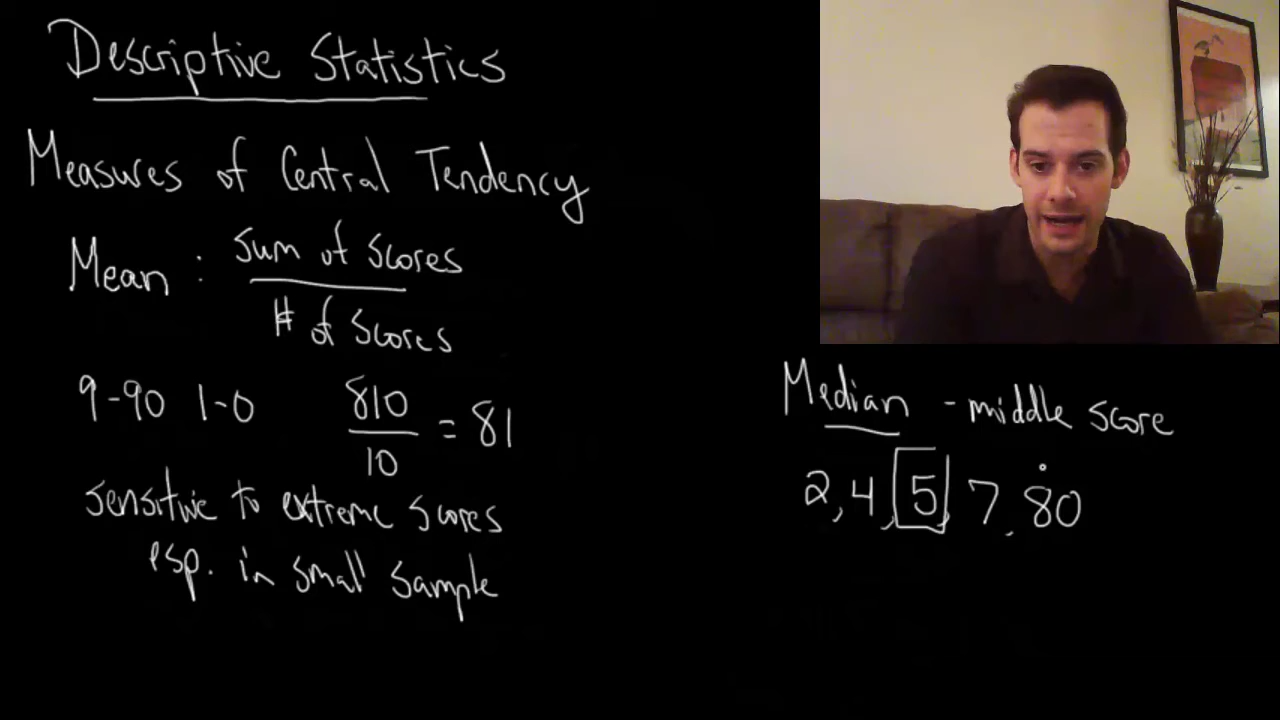 Descriptive Statistics
Measures of Central Tendency
Mean : sum of scores
# of scores
9-90 1-0 810
10
= 81
sensitive to extreme scores
esp. in small sample
Median - middle score
2, 4, 5, 7, 80